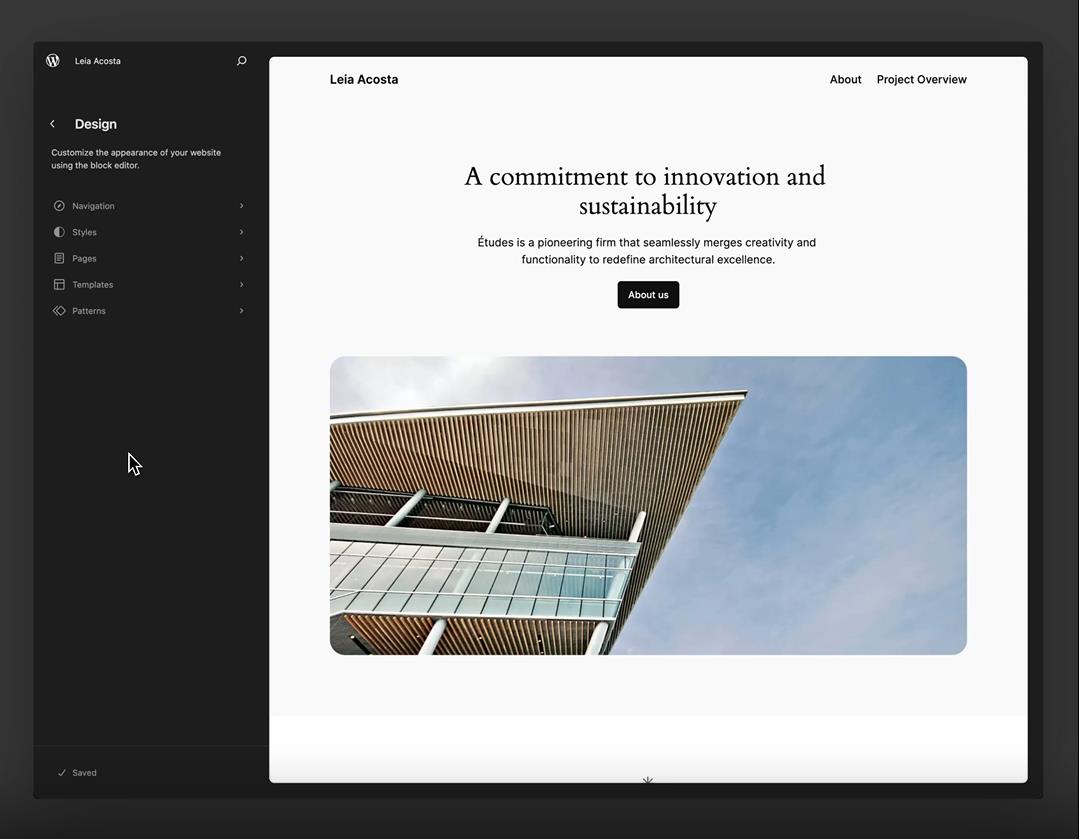 Leia Acosta
Design
Customize the appearance of your website
using the block editor.
Navigation
Styles
Pages
Templates
Patterns
Saved
Leia Acosta
About
Project Overview
A commitment to innovation and
sustainability
Études is a pioneering firm that seamlessly merges creativity and
functionality to redefine architectural excellence.
About us